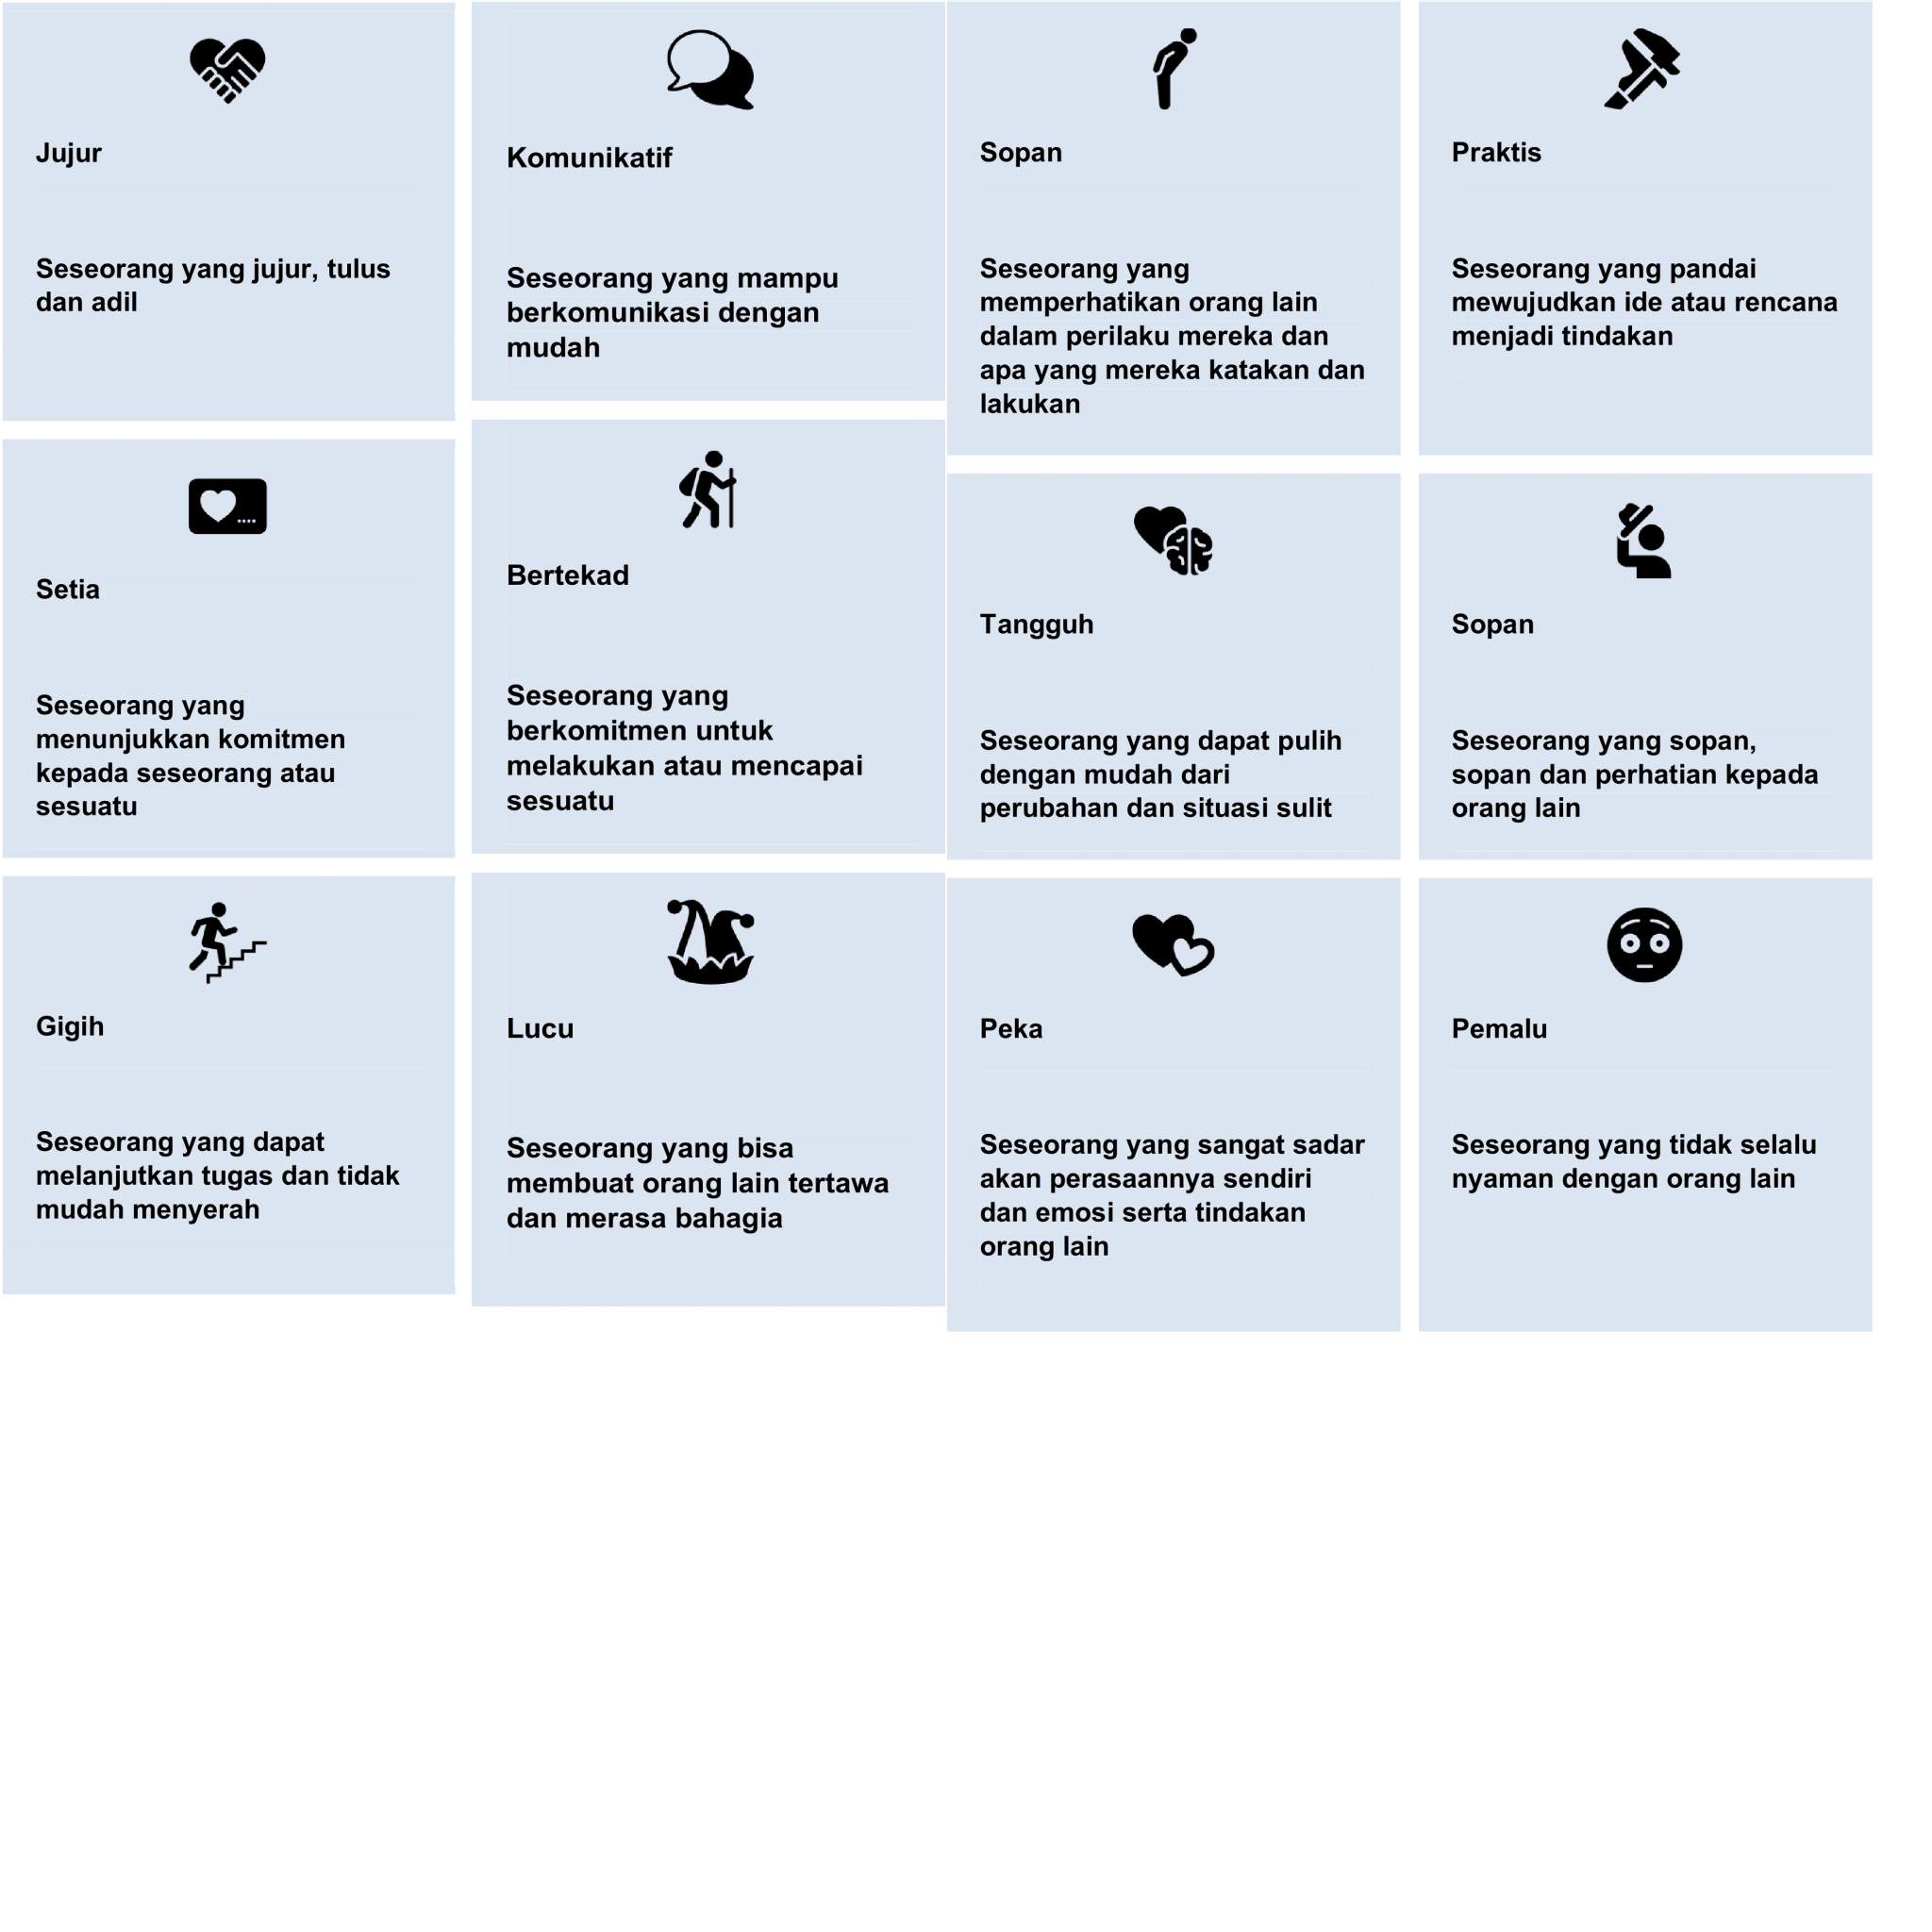 Jujur
Seseorang yang jujur, tulus
dan adil
Komunikatif
Seseorang yang mampu
berkomunikasi dengan
mudah
Sopan
Seseorang yang
memperhatikan orang lain
dalam perilaku mereka dan
apa yang mereka katakan dan
lakukan
Praktis
Seseorang yang pandai
mewujudkan ide atau rencana
menjadi tindakan
Setia
Seseorang yang
menunjukkan komitmen
kepada seseorang atau
sesuatu
Bertekad
Seseorang yang
berkomitmen untuk
melakukan atau mencapai
sesuatu
Tangguh
Seseorang yang dapat pulih
dengan mudah dari
perubahan dan situasi sulit
Sopan
Seseorang yang sopan,
sopan dan perhatian kepada
orang lain
Gigih
Seseorang yang dapat
melanjutkan tugas dan tidak
mudah menyerah
Lucu
Seseorang yang bisa
membuat orang lain tertawa
dan merasa bahagia
Peka
Seseorang yang sangat sadar
akan perasaannya sendiri
dan emosi serta tindakan
orang lain
Pemalu
Seseorang yang tidak selalu
nyaman dengan orang lain